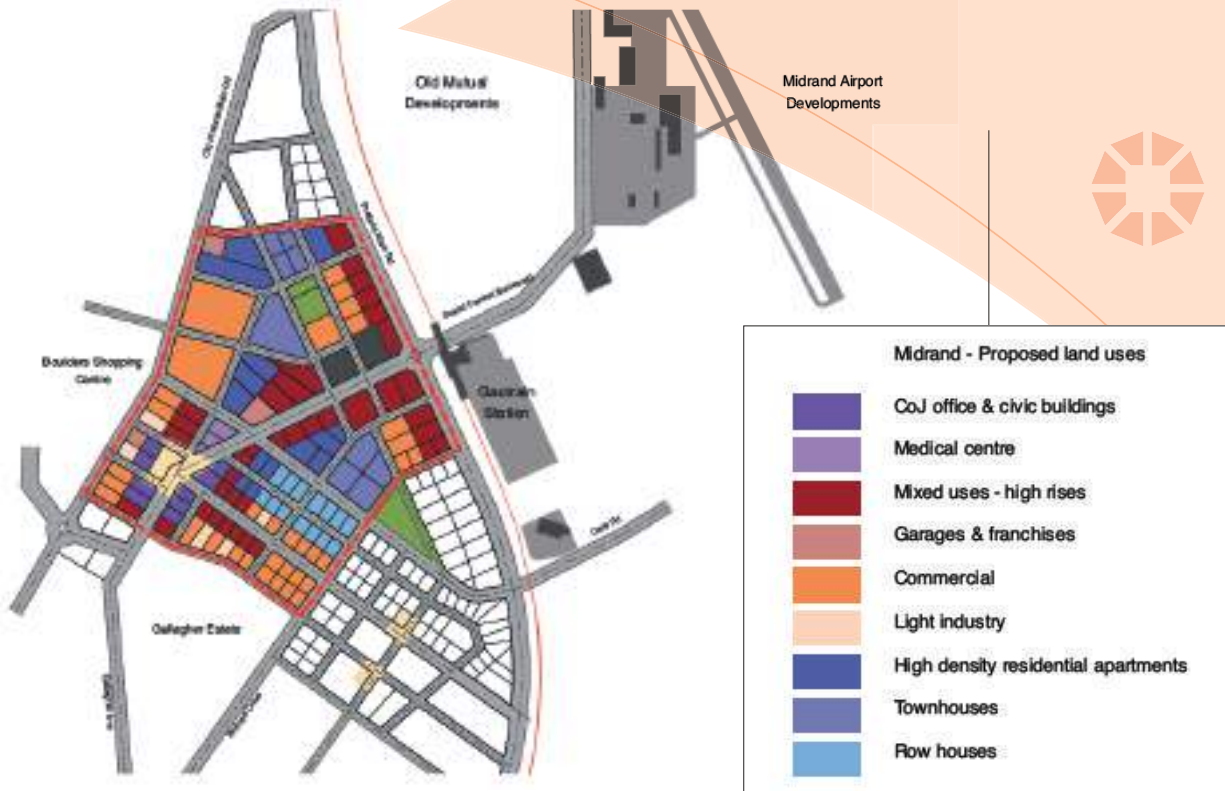 Old Mutual
Developments
Midrand Airport
Developments
Boulders Shopping
Centre
Gautrain
Station
Gallagher Estate
Midrand - Proposed land uses
CoJ office & civic buildings
Medical centre
Mixed uses - high rises
Garages & franchises
Commercial
Light industry
High density residential apartments
Townhouses
Row houses